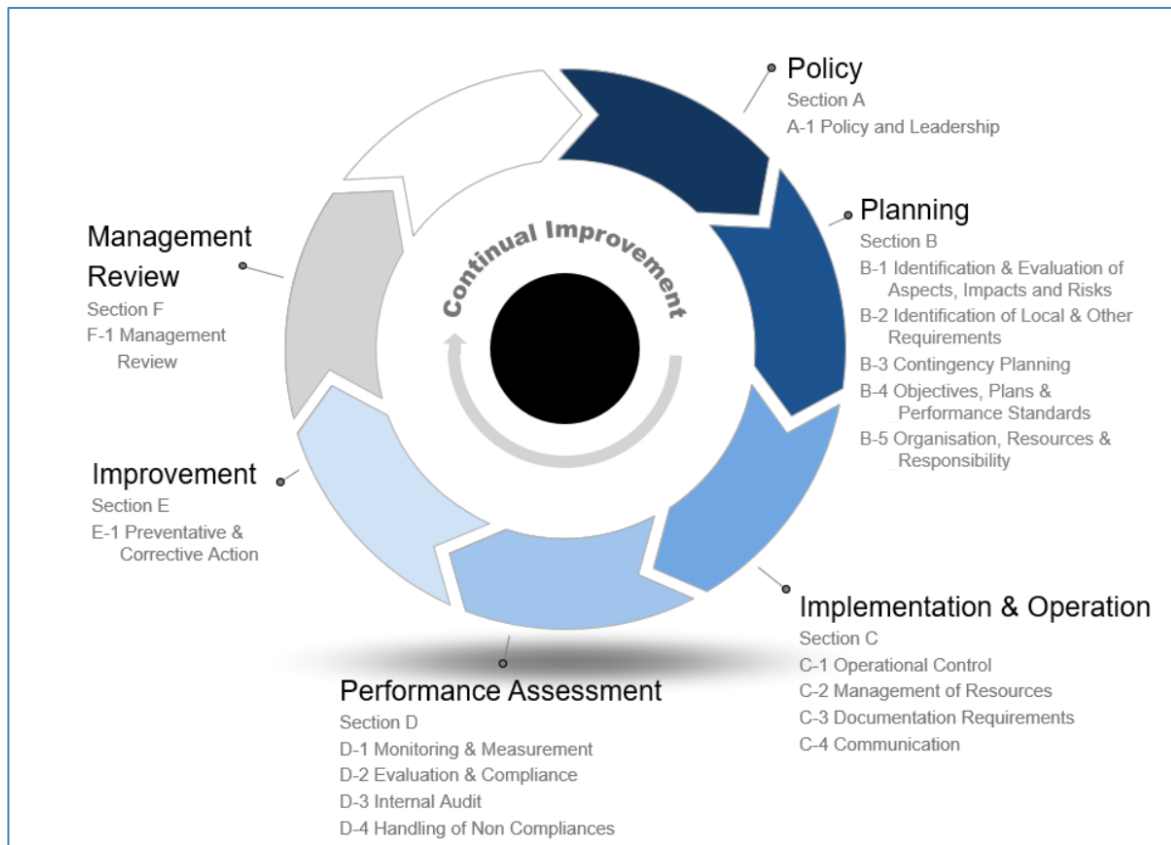 Policy
Section A
A-1 Policy and Leadership
Planning
Section B
B-1 Identification & Evaluation of
Aspects, Impacts and Risks
B-2 Identification of Local & Other
Requirements
B-3 Contingency Planning
B-4 Objectives, Plans &
Performance Standards
B-5 Organisation, Resources &
Responsibility
Implementation & Operation
Section C
C-1 Operational Control
C-2 Management of Resources
C-3 Documentation Requirements
C-4 Communication
Performance Assessment
Section D
D-1 Monitoring & Measurement
D-2 Evaluation & Compliance
D-3 Internal Audit
D-4 Handling of Non Compliances
Improvement
Section E
E-1 Preventative &
Corrective Action
Management
Review
Section F
F-1 Management
Review
Continual Improvement